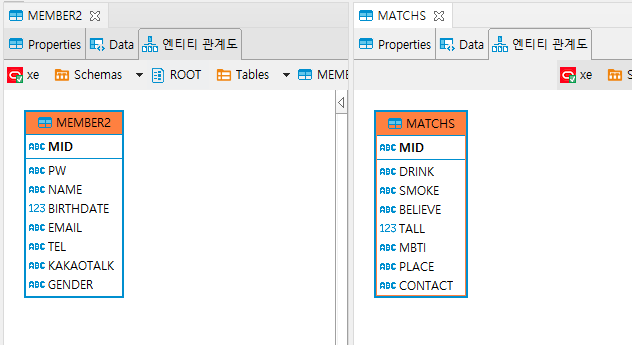 MEMBER2
Properties Data 엔티티 관계도
xe Schemas ROOT Tables MEME
MEMBER2
ABC MID
ABC PW
ABC NAME
123 BIRTHDATE
ABC EMAIL
ABC TEL
ABC KAKAOTALK
ABC GENDER
MATCHS
Properties Data 엔티티 관계도
xe S
MATCHS
ABC MID
ABC DRINK
ABC SMOKE
ABC BELIEVE
123 TALL
ABC MBTI
ABC PLACE
ABC CONTACT